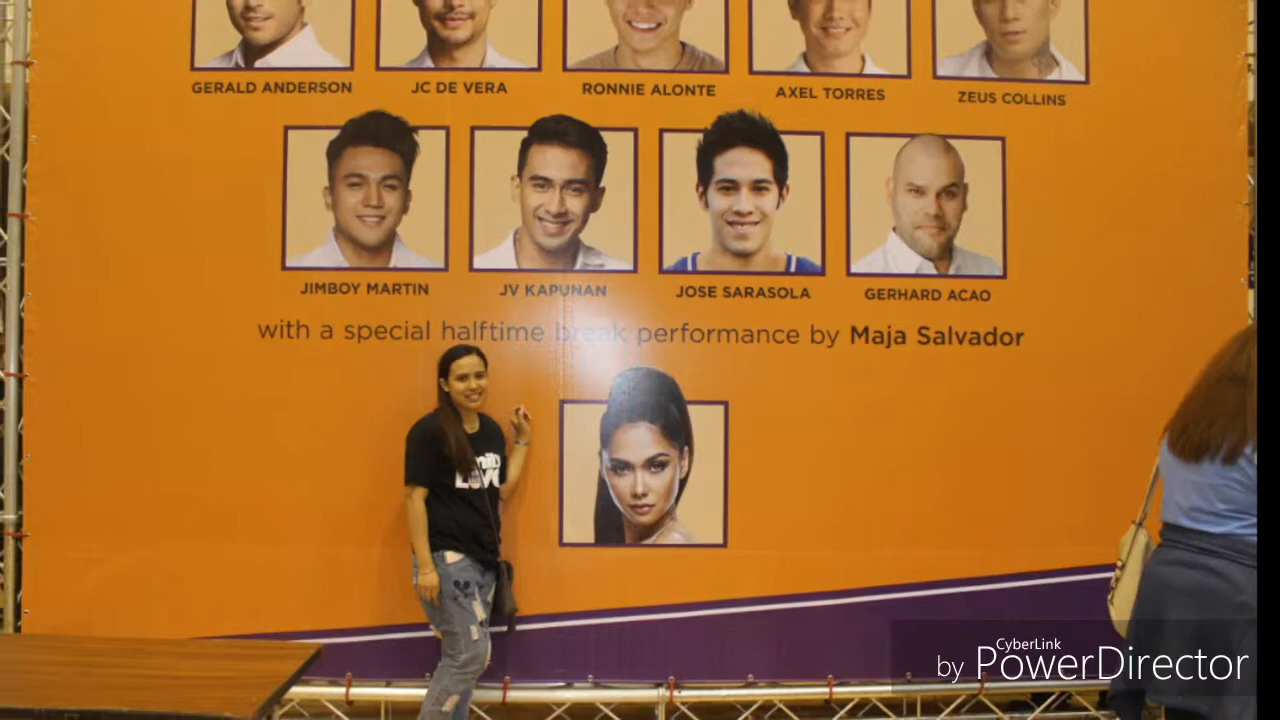 GERALD ANDERSON
JC DE VERA
RONNIE ALONTE
AXEL TORRES
ZEUS COLLINS
JIMBOY MARTIN
JV KAPUNAN
JOSE SARASOLA
GERHARD ACAO
with a special halftime break performance by Maja Salvador
LOVE
CyberLink
by PowerDirector